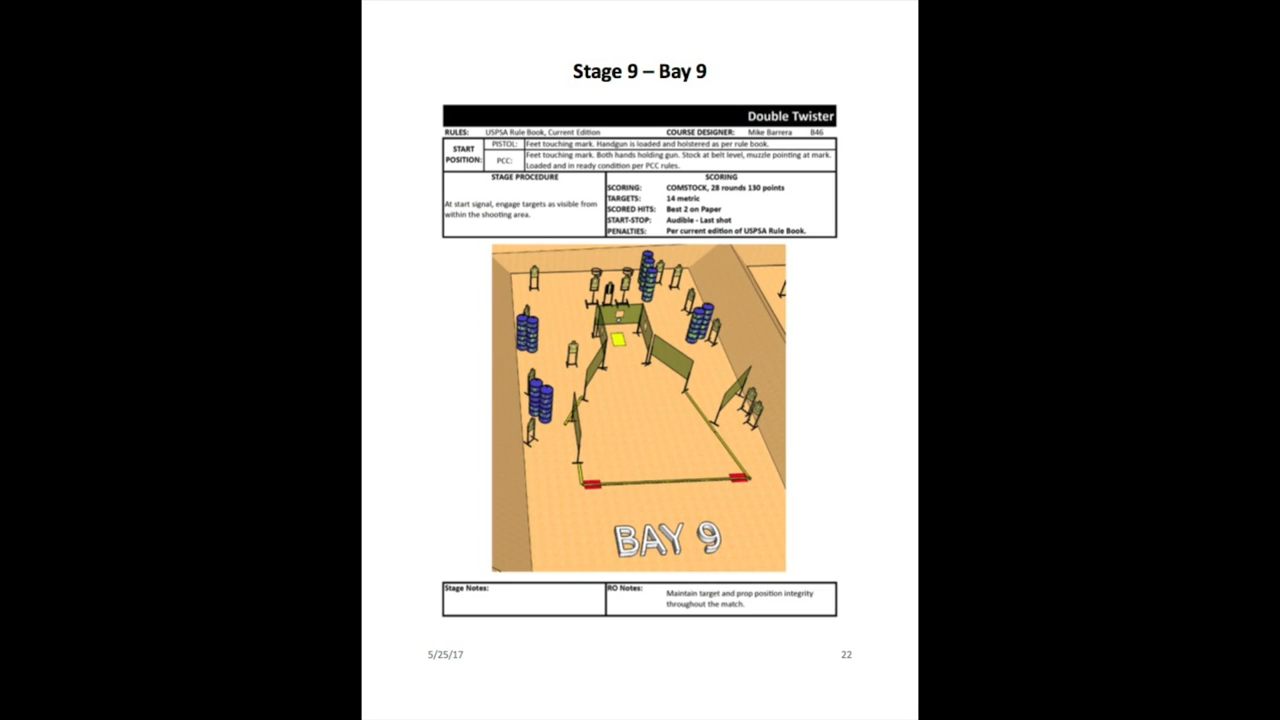 Stage 9 – Bay 9
Double Twister
RULES: USPSA Rule Book, Current Edition COURSE DESIGNER: Mike Barrera B46
START POSITION: PISTOL: Feet touching mark. Handgun is loaded and holstered as per rule book.
PCC: Feet touching mark. Both hands holding gun. Stock at belt level, muzzle pointing at mark.
Loaded and in ready condition per PCC rules.
STAGE PROCEDURE
At start signal, engage targets as visible from
within the shooting area.
SCORING
SCORING: COMSTOCK, 28 rounds 130 points
TARGETS: 14 metric
SCORED HITS: Best 2 on Paper
START-STOP: Audible - Last shot
PENALTIES: Per current edition of USPSA Rule Book.
BAY 9
Stage Notes:
RO Notes: Maintain target and prop position integrity
throughout the match.
5/25/17
22